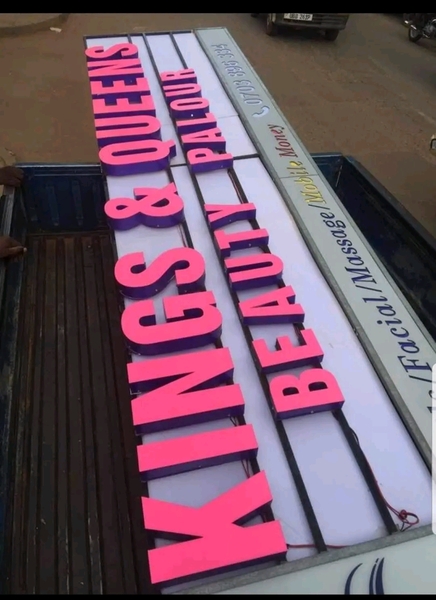 KINGS & QUEENS
BEAUTY PALOUR
/Facial/Massage/Mobile Money